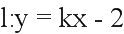 l:y = kx - 2